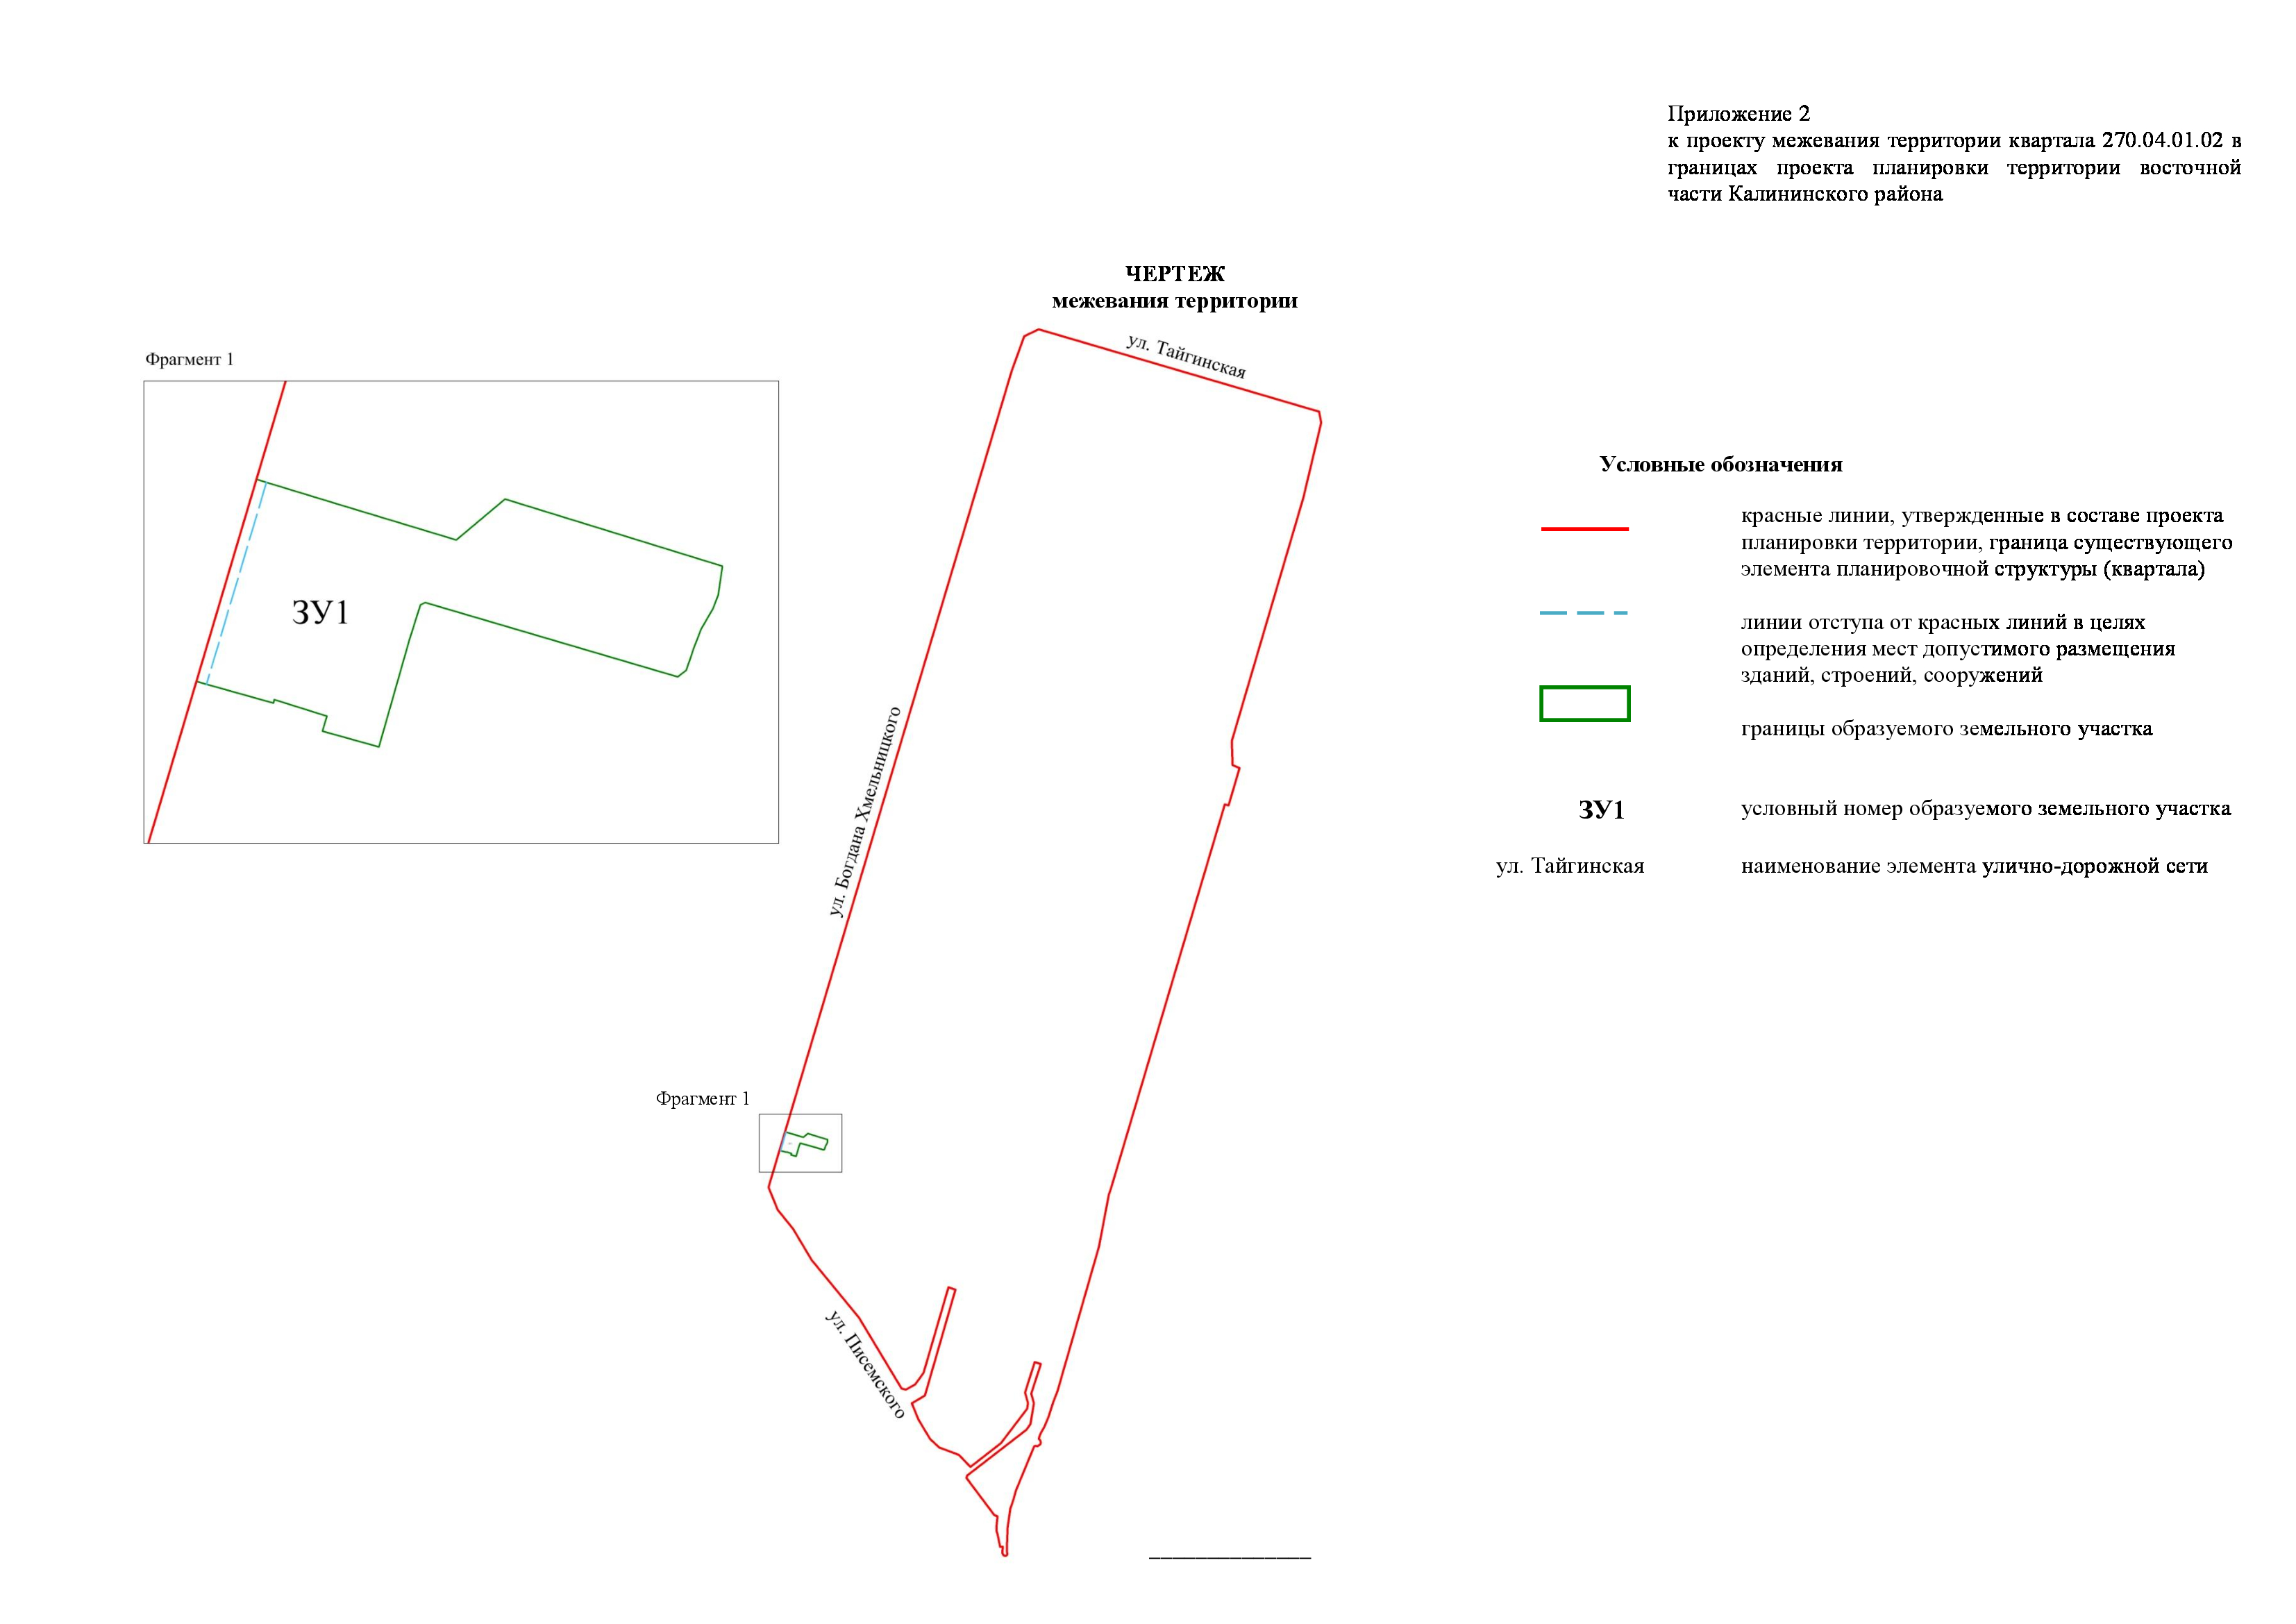 Приложение 2
к проекту межевания территории квартала 270.04.01.02 в
границах проекта планировки территории восточной
части Калининского района
ЧЕРТЕЖ
межевания территории
Фрагмент 1
ЗУ1
ул. Тайгинская
ул. Богдана Хмельницкого
Фрагмент 1
ул. Писемского
Условные обозначения
красные линии, утвержденные в составе проекта
планировки территории, граница существующего
элемента планировочной структуры (квартала)
линии отступа от красных линий в целях
определения мест допустимого размещения
зданий, строений, сооружений
границы образуемого земельного участка
ЗУ1 условный номер образуемого земельного участка
ул. Тайгинская наименование элемента улично-дорожной сети